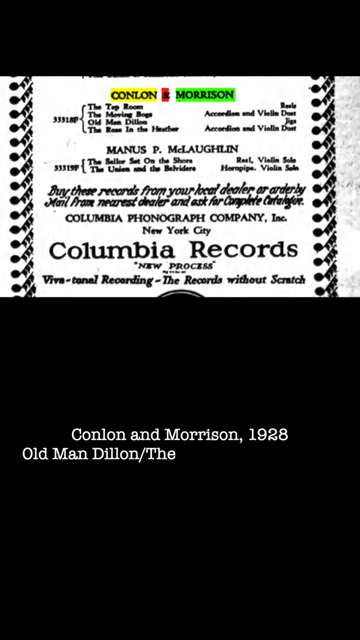 CONLON & MORRISON
The Tap Room Reels
The Moving Bogs Accordion and Violin Duet
33318F
Old Man Dillon Jigs
The Rose In the Heather Accordion and Violin Duet
MANUS P. McLAUGHLIN
33319F
The Sailor Set On the Shore Reel, Violin Solo
The Union and the Belvidere Hornpipe, Violin Solo
Buy these records from your local dealer or order by
Mail from nearest dealer and ask for Complete Catalogue.
COLUMBIA PHONOGRAPH COMPANY, Inc.
New York City
Columbia Records
"NEW PROCESS"
Viva-tonal Recording - The Records without Scratch
Conlon and Morrison, 1928
Old Man Dillon/The